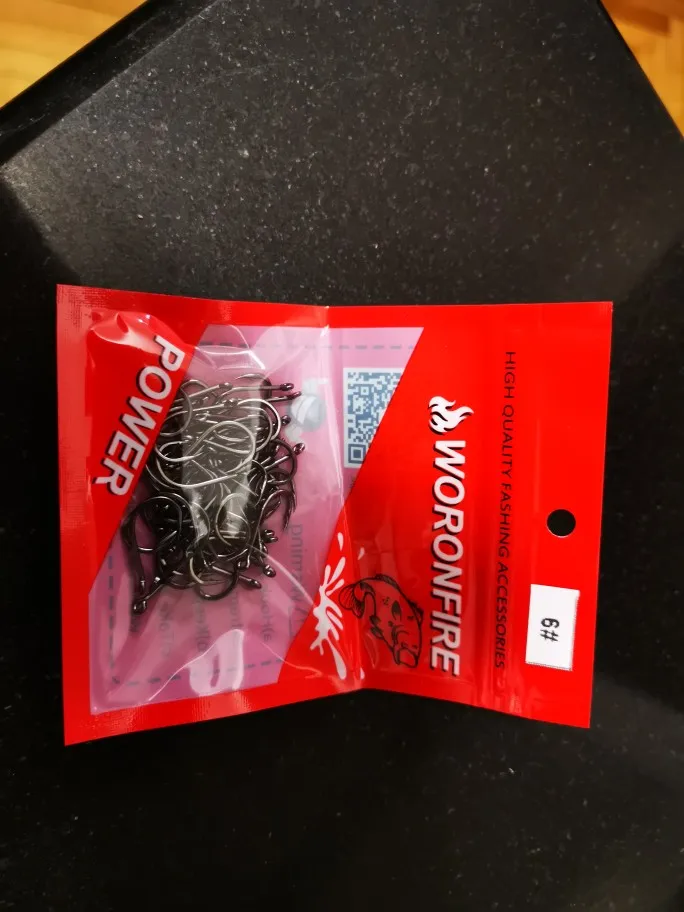 6#
HIGH QUALITY FASHING ACCESSORIES
WORONFIRE
POWER